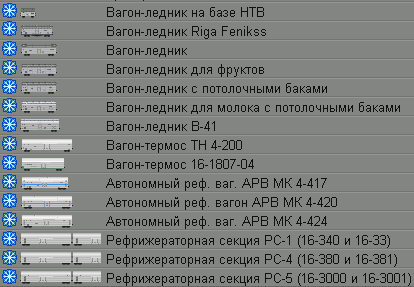 Вагон-ледник на базе НТВ
Вагон-ледник Riga Fenikss
Вагон-ледник
Вагон-ледник для фруктов
Вагон-ледник с потолочными баками
Вагон-ледник для молока с потолочными баками
Вагон-ледник В-41
Вагон-термос ТН 4-200
Вагон-термос 16-1807-04
Автономный реф. ваг. АРВ МК 4-417
Автономный реф. вагон АРВ МК 4-420
Автономный реф. ваг. АРВ МК 4-424
Рефрижераторная секция РС-1 (16-340 и 16-33)
Рефрижераторная секция РС-4 (16-380 и 16-381)
Рефрижераторная секция РС-5 (16-3000 и 16-3001)